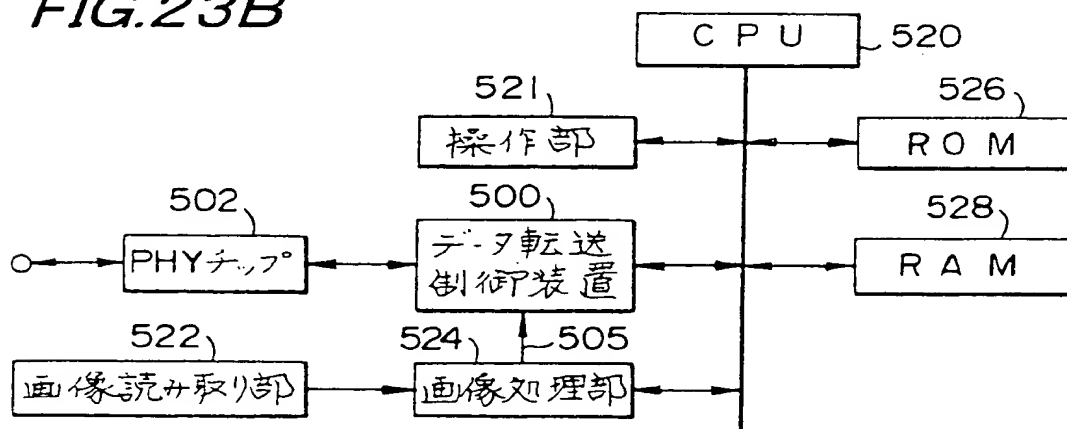 FIG.23B
CPU
520
521
操作部
526
ROM
502
PHYチップ
500
データ転送
制御装置
528
RAM
522
画像読み取り部
524
505
画像処理部